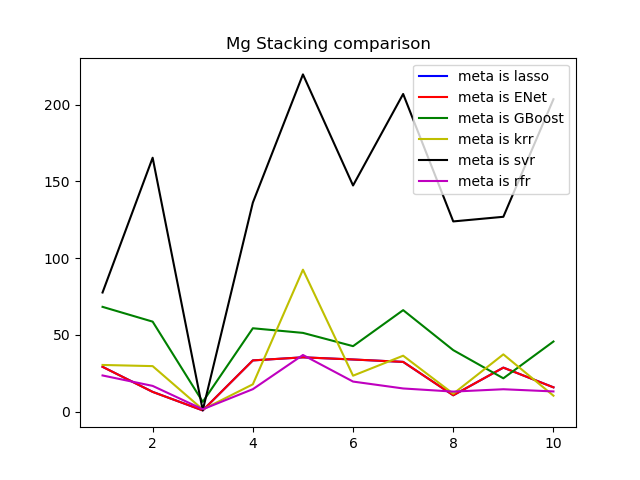 Mg Stacking comparison
meta is lasso
meta is ENet
meta is GBoost
meta is krr
meta is svr
meta is rfr
200
150
100
50
0
2 4 6 8 10